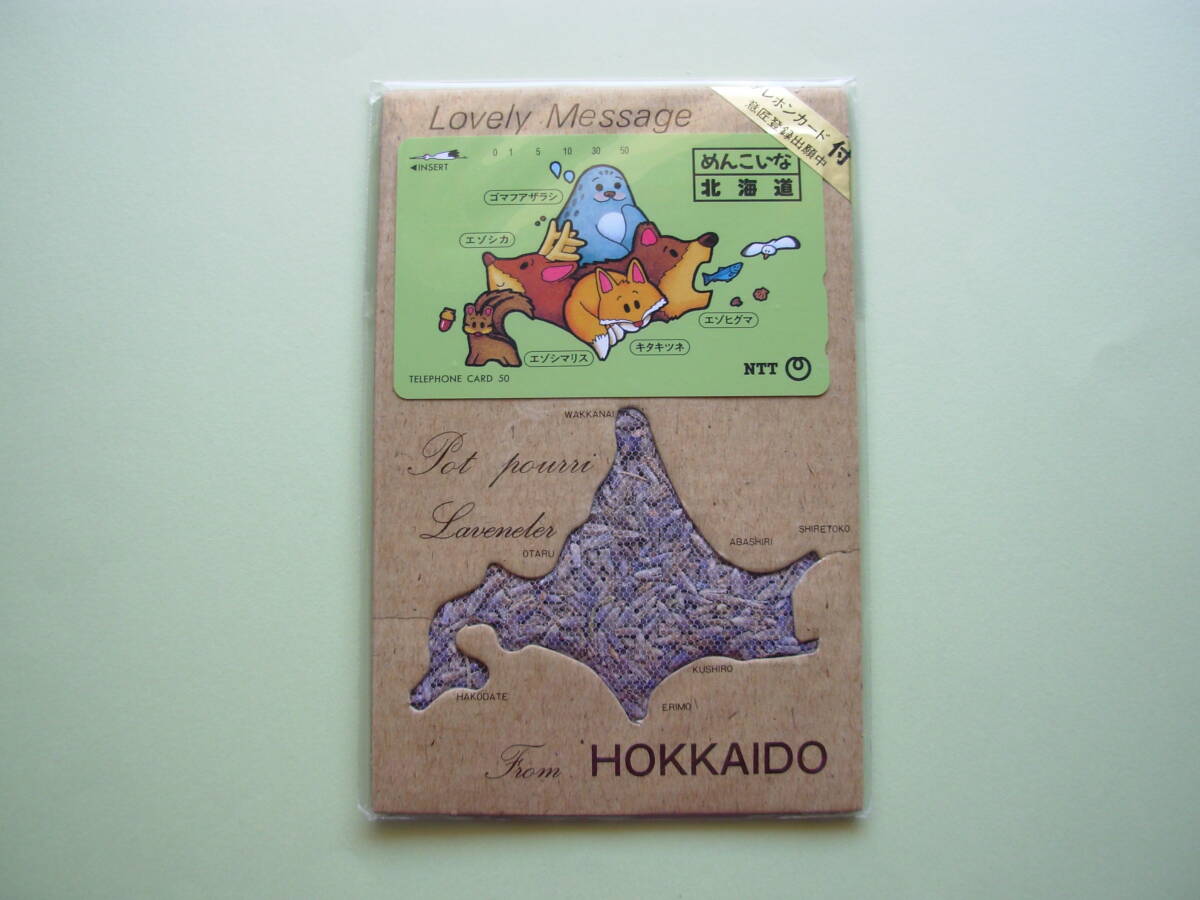 Lovely Message
テレホンカード付
意匠登録出願中
◀INSERT
0 1 5 10 30 50
めんこいな
北海道
ゴマフアザラシ
エゾシカ
エゾヒグマ
キタキツネ
エゾシマリス
NTT
TELEPHONE CARD 50
WAKKANAI
Pot pourri
Laveneler
SHIRETOKO
ABASHIRI
OTARU
KUSHIRO
HAKODATE
ERIMO
From HOKKAIDO